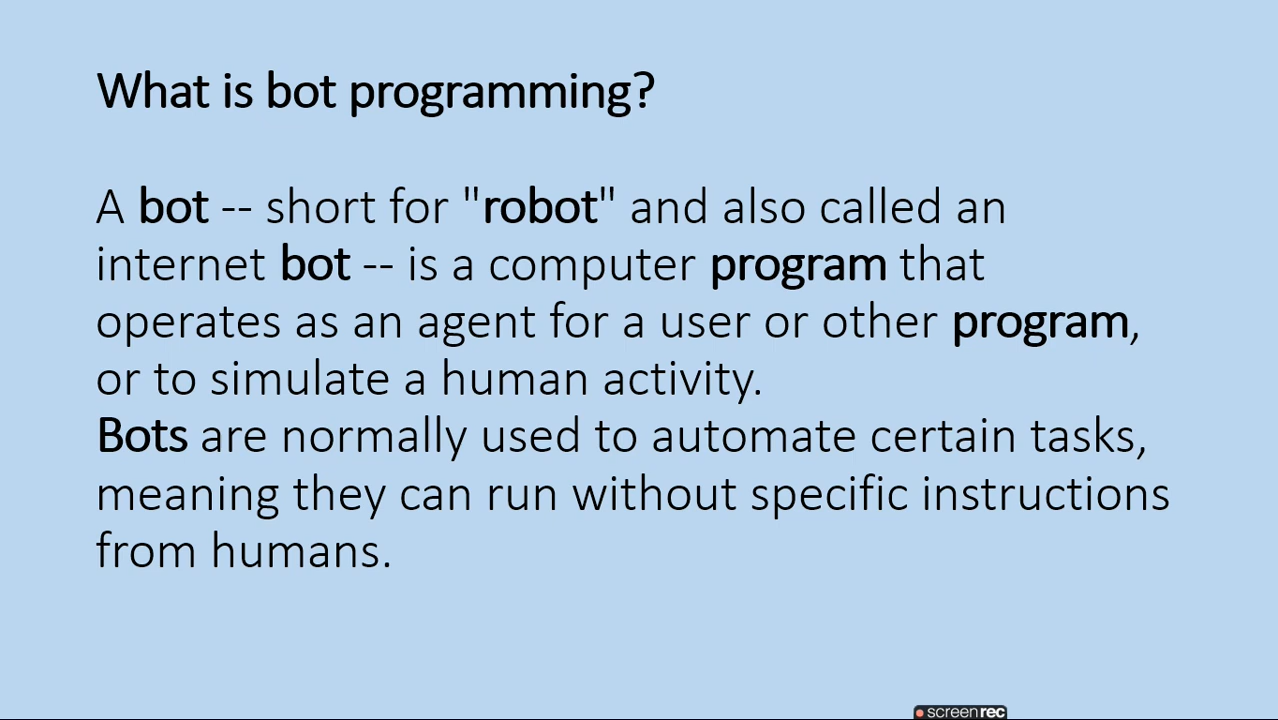 What is bot programming?
A bot -- short for "robot" and also called an
internet bot -- is a computer program that
operates as an agent for a user or other program,
or to simulate a human activity.
Bots are normally used to automate certain tasks,
meaning they can run without specific instructions
from humans.
screenrec